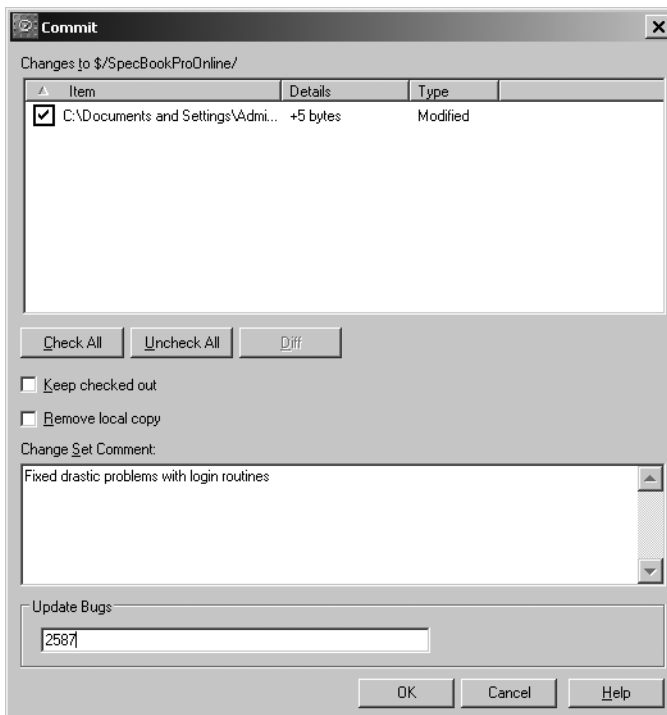 Commit
Changes to $/SpecBookProOnline/
Item Details Type
C:\Documents and Settings\Admi... +5 bytes Modified
Check All Uncheck All Diff
Keep checked out
Remove local copy
Change Set Comment:
Fixed drastic problems with login routines
Update Bugs
2587
OK Cancel Help